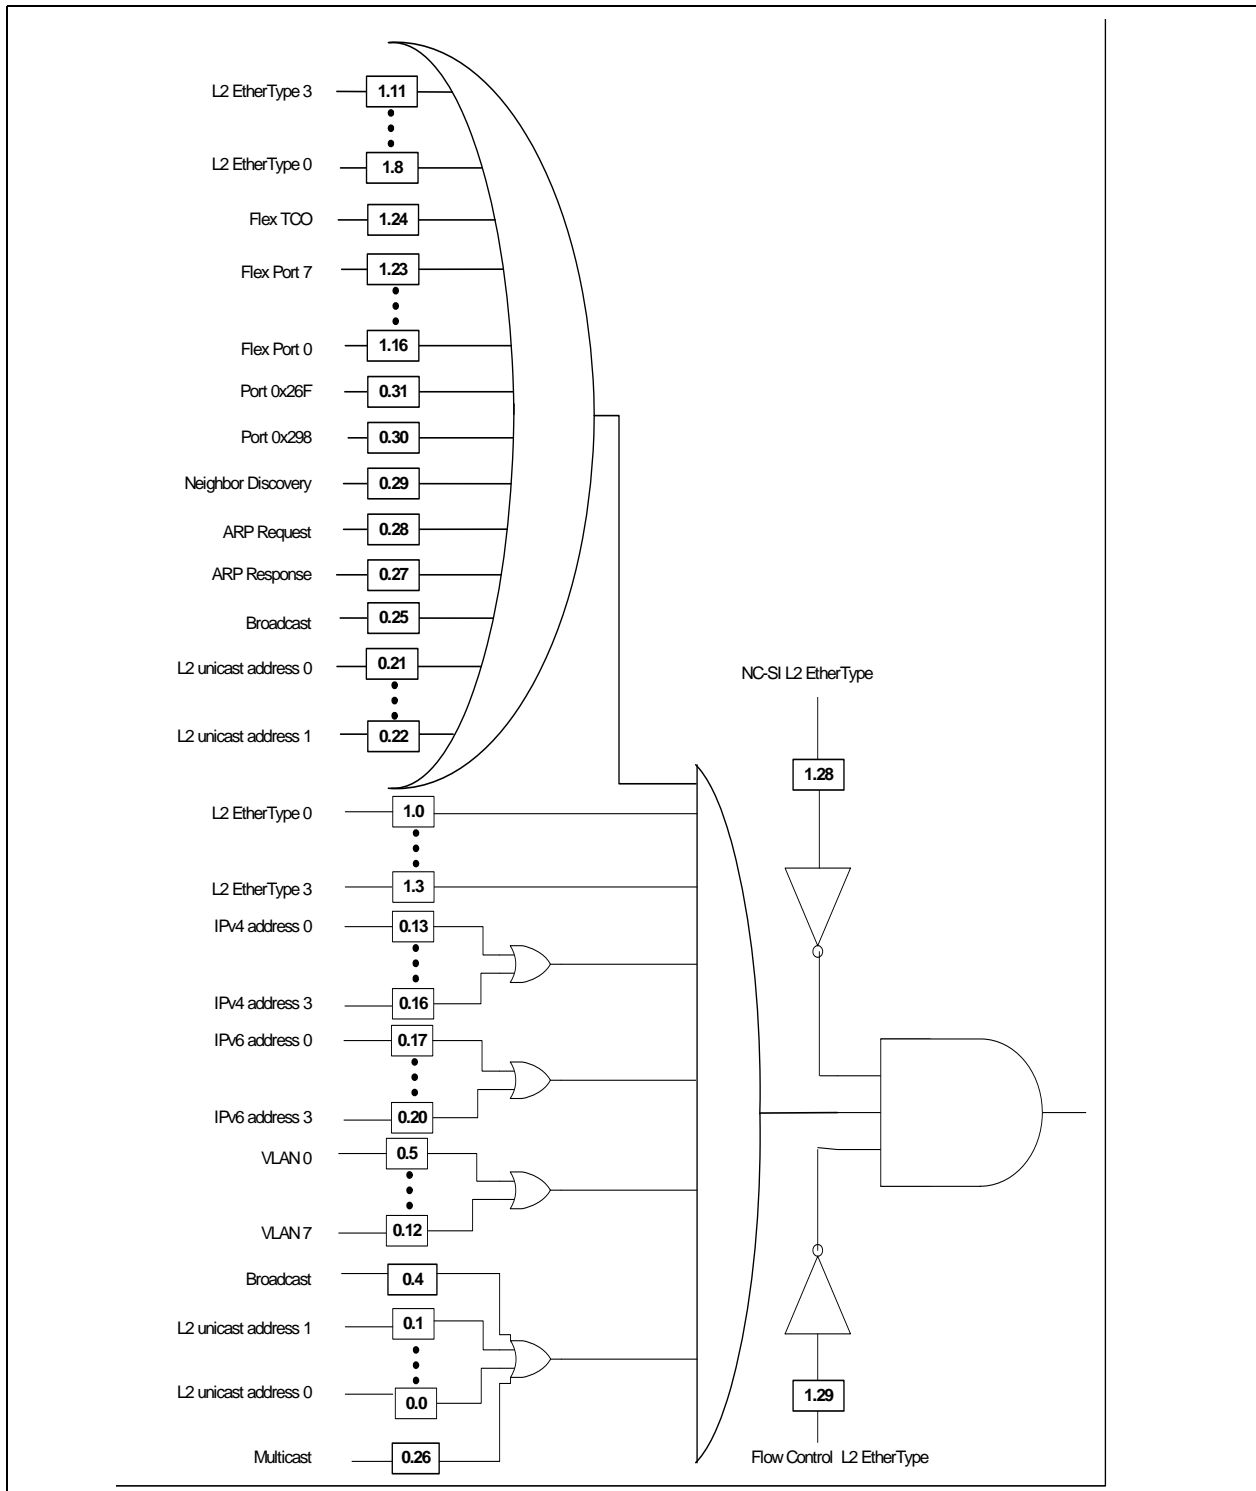 L2 EtherType 3 1.11
L2 EtherType 0 1.8
Flex TCO 1.24
Flex Port 7 1.23
Flex Port 0 1.16
Port 0x26F 0.31
Port 0x298 0.30
Neighbor Discovery 0.29
ARP Request 0.28
ARP Response 0.27
Broadcast 0.25
L2 unicast address 0 0.21
L2 unicast address 1 0.22
NC-SI L2 EtherType
1.28
L2 EtherType 0 1.0
L2 EtherType 3 1.3
IPv4 address 0 0.13
IPv4 address 3 0.16
IPv6 address 0 0.17
IPv6 address 3 0.20
VLAN 0 0.5
VLAN 7 0.12
Broadcast 0.4
L2 unicast address 1 0.1
L2 unicast address 0 0.0
Multicast 0.26
1.29
Flow Control L2 EtherType